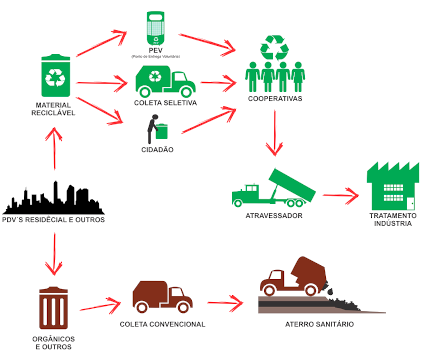 PEV
(Ponto de Entrega Voluntária)
MATERIAL
RECICLÁVEL
COLETA SELETIVA
COOPERATIVAS
CIDADÃO
PDV´S RESIDÊCIAL E OUTROS
ATRAVESSADOR
TRATAMENTO
INDÚSTRIA
ORGÂNICOS
E OUTROS
COLETA CONVENCIONAL
ATERRO SANITÁRIO